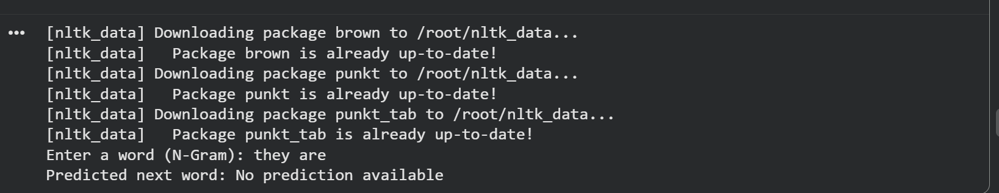 [nltk_data] Downloading package brown to /root/nltk_data...
[nltk_data]   Package brown is already up-to-date!
[nltk_data] Downloading package punkt to /root/nltk_data...
[nltk_data]   Package punkt is already up-to-date!
[nltk_data] Downloading package punkt_tab to /root/nltk_data...
[nltk_data]   Package punkt_tab is already up-to-date!
Enter a word (N-Gram): they are
Predicted next word: No prediction available